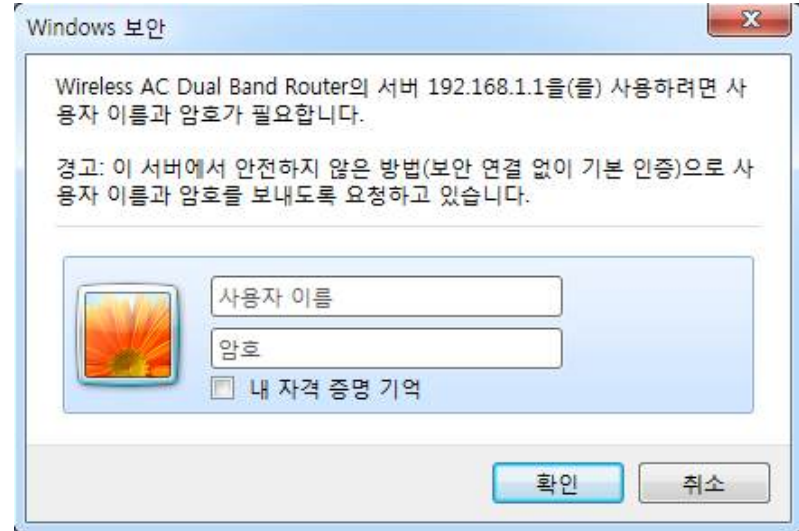 Windows 보안
Wireless AC Dual Band Router의 서버 192.168.1.1을(를) 사용하려면 사
용자 이름과 암호가 필요합니다.
경고: 이 서버에서 안전하지 않은 방법(보안 연결 없이 기본 인증)으로 사
용자 이름과 암호를 보내도록 요청하고 있습니다.
사용자 이름
암호
내 자격 증명 기억
확인
취소